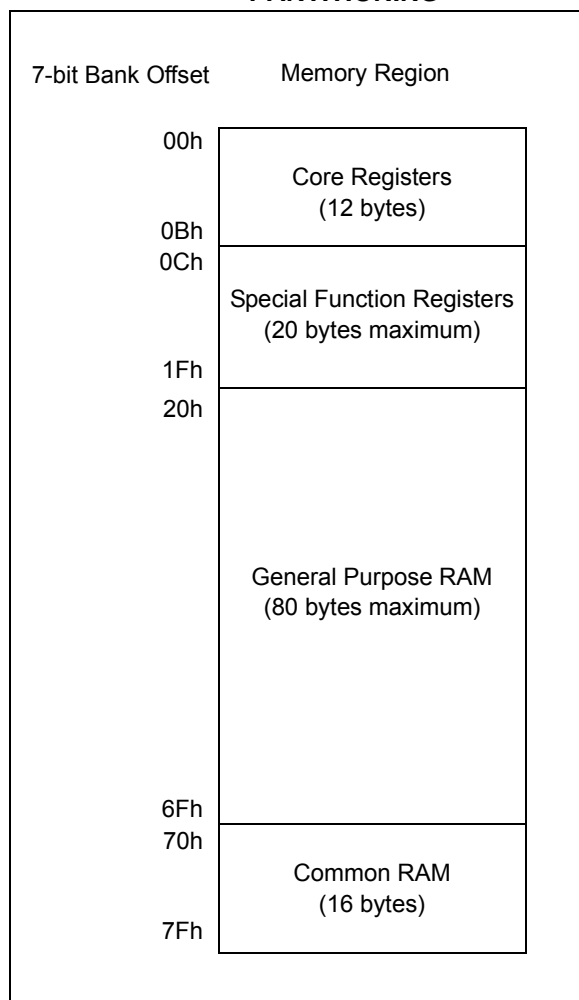 7-bit Bank Offset Memory Region
00h
Core Registers
(12 bytes)
0Bh
0Ch
Special Function Registers
(20 bytes maximum)
1Fh
20h
General Purpose RAM
(80 bytes maximum)
6Fh
70h
Common RAM
(16 bytes)
7Fh